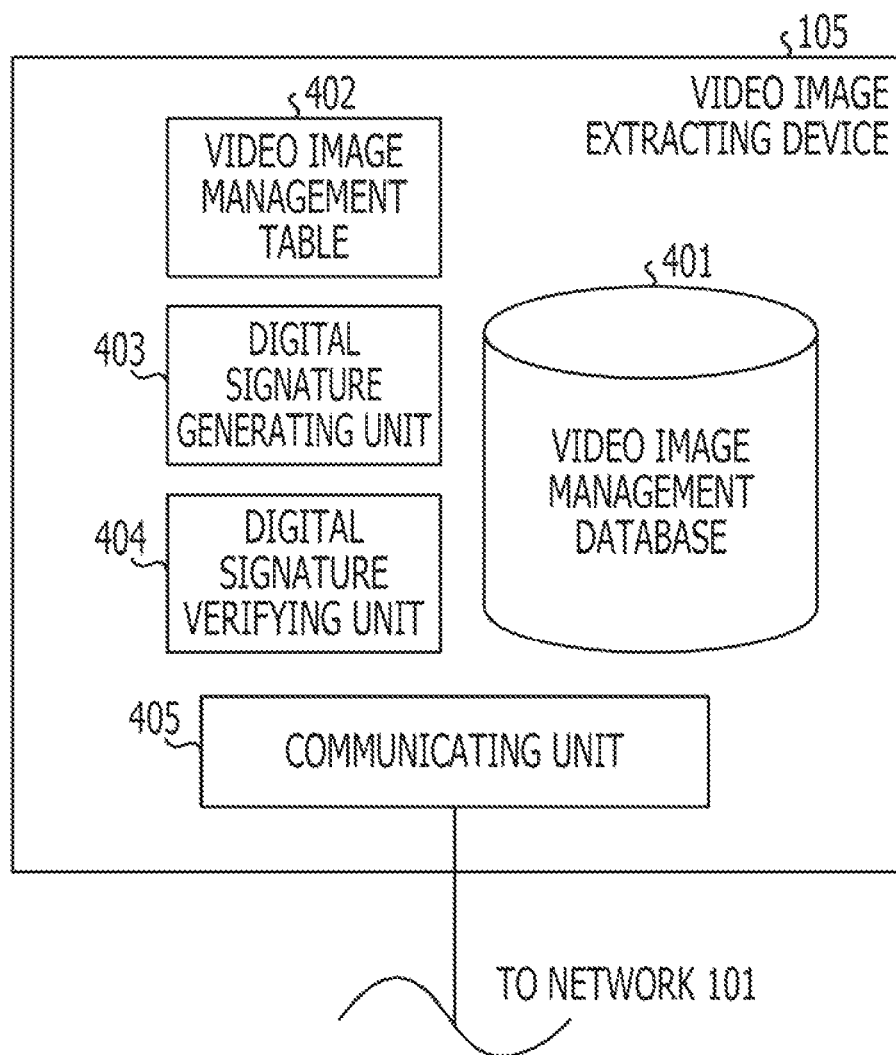 105
VIDEO IMAGE
EXTRACTING DEVICE
402
VIDEO IMAGE
MANAGEMENT
TABLE
401
VIDEO IMAGE
MANAGEMENT
DATABASE
403
DIGITAL
SIGNATURE
GENERATING UNIT
404
DIGITAL
SIGNATURE
VERIFYING UNIT
405
COMMUNICATING UNIT
TO NETWORK 101